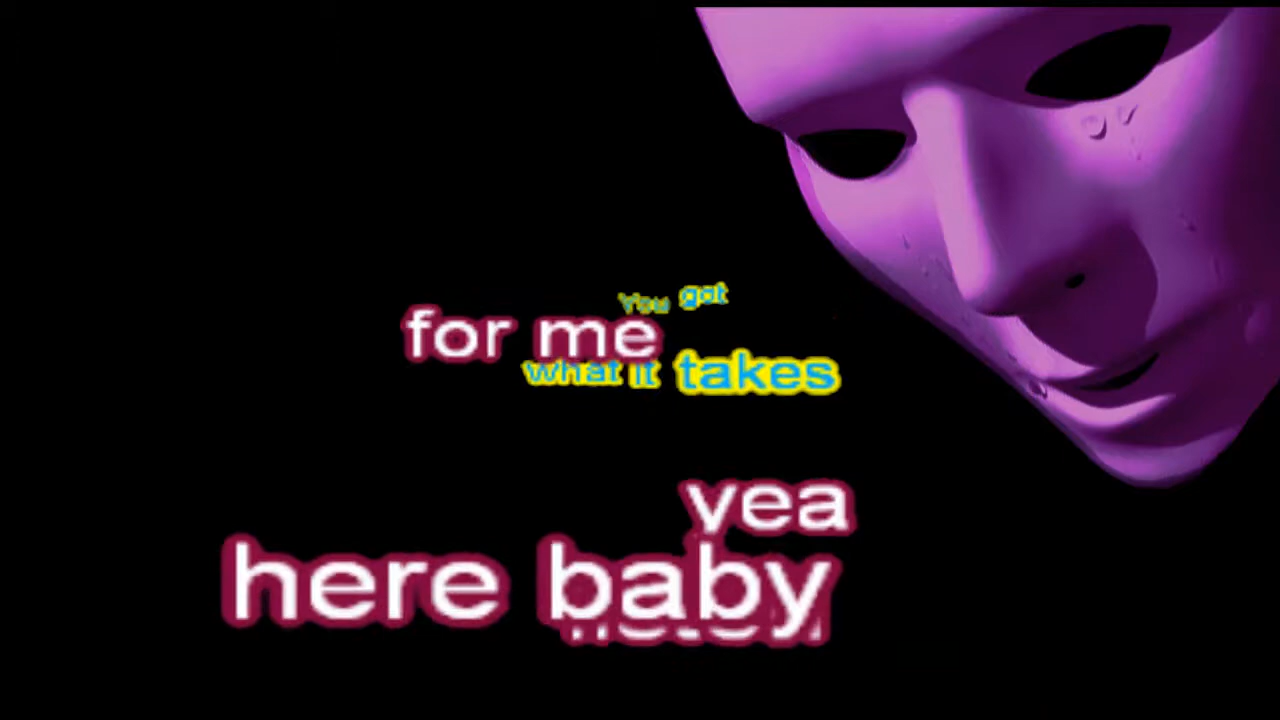 You got
for me
what it takes
yea
here baby